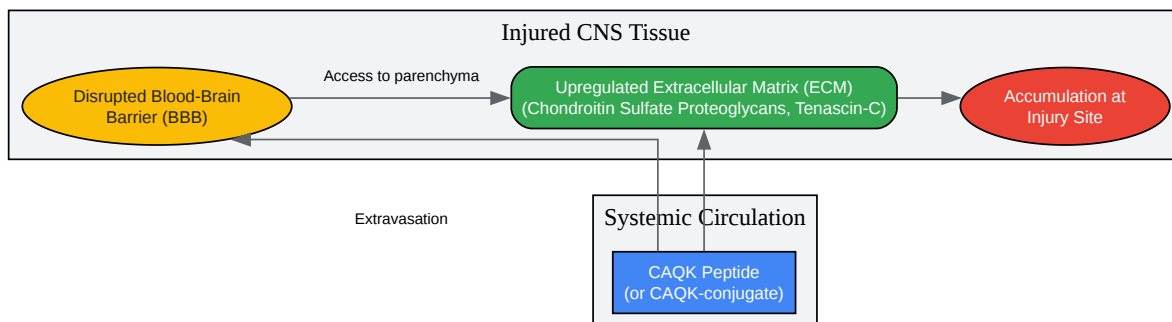 Injured CNS Tissue
Access to parenchyma
Disrupted Blood-Brain
Barrier (BBB)
Upregulated Extracellular Matrix (ECM)
(Chondroitin Sulfate Proteoglycans, Tenascin-C)
Accumulation at
Injury Site
Extravasation
Systemic Circulation
CAQK Peptide
(or CAQK-conjugate)